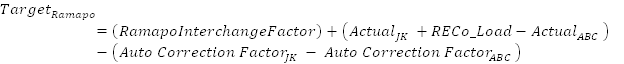 Target_Ramapo
= (RamapoInterchangeFactor) + (Actual_JK + RECo_Load − Actual_ABC)
− (Auto Correction Factor_JK − Auto Correction Factor_ABC)